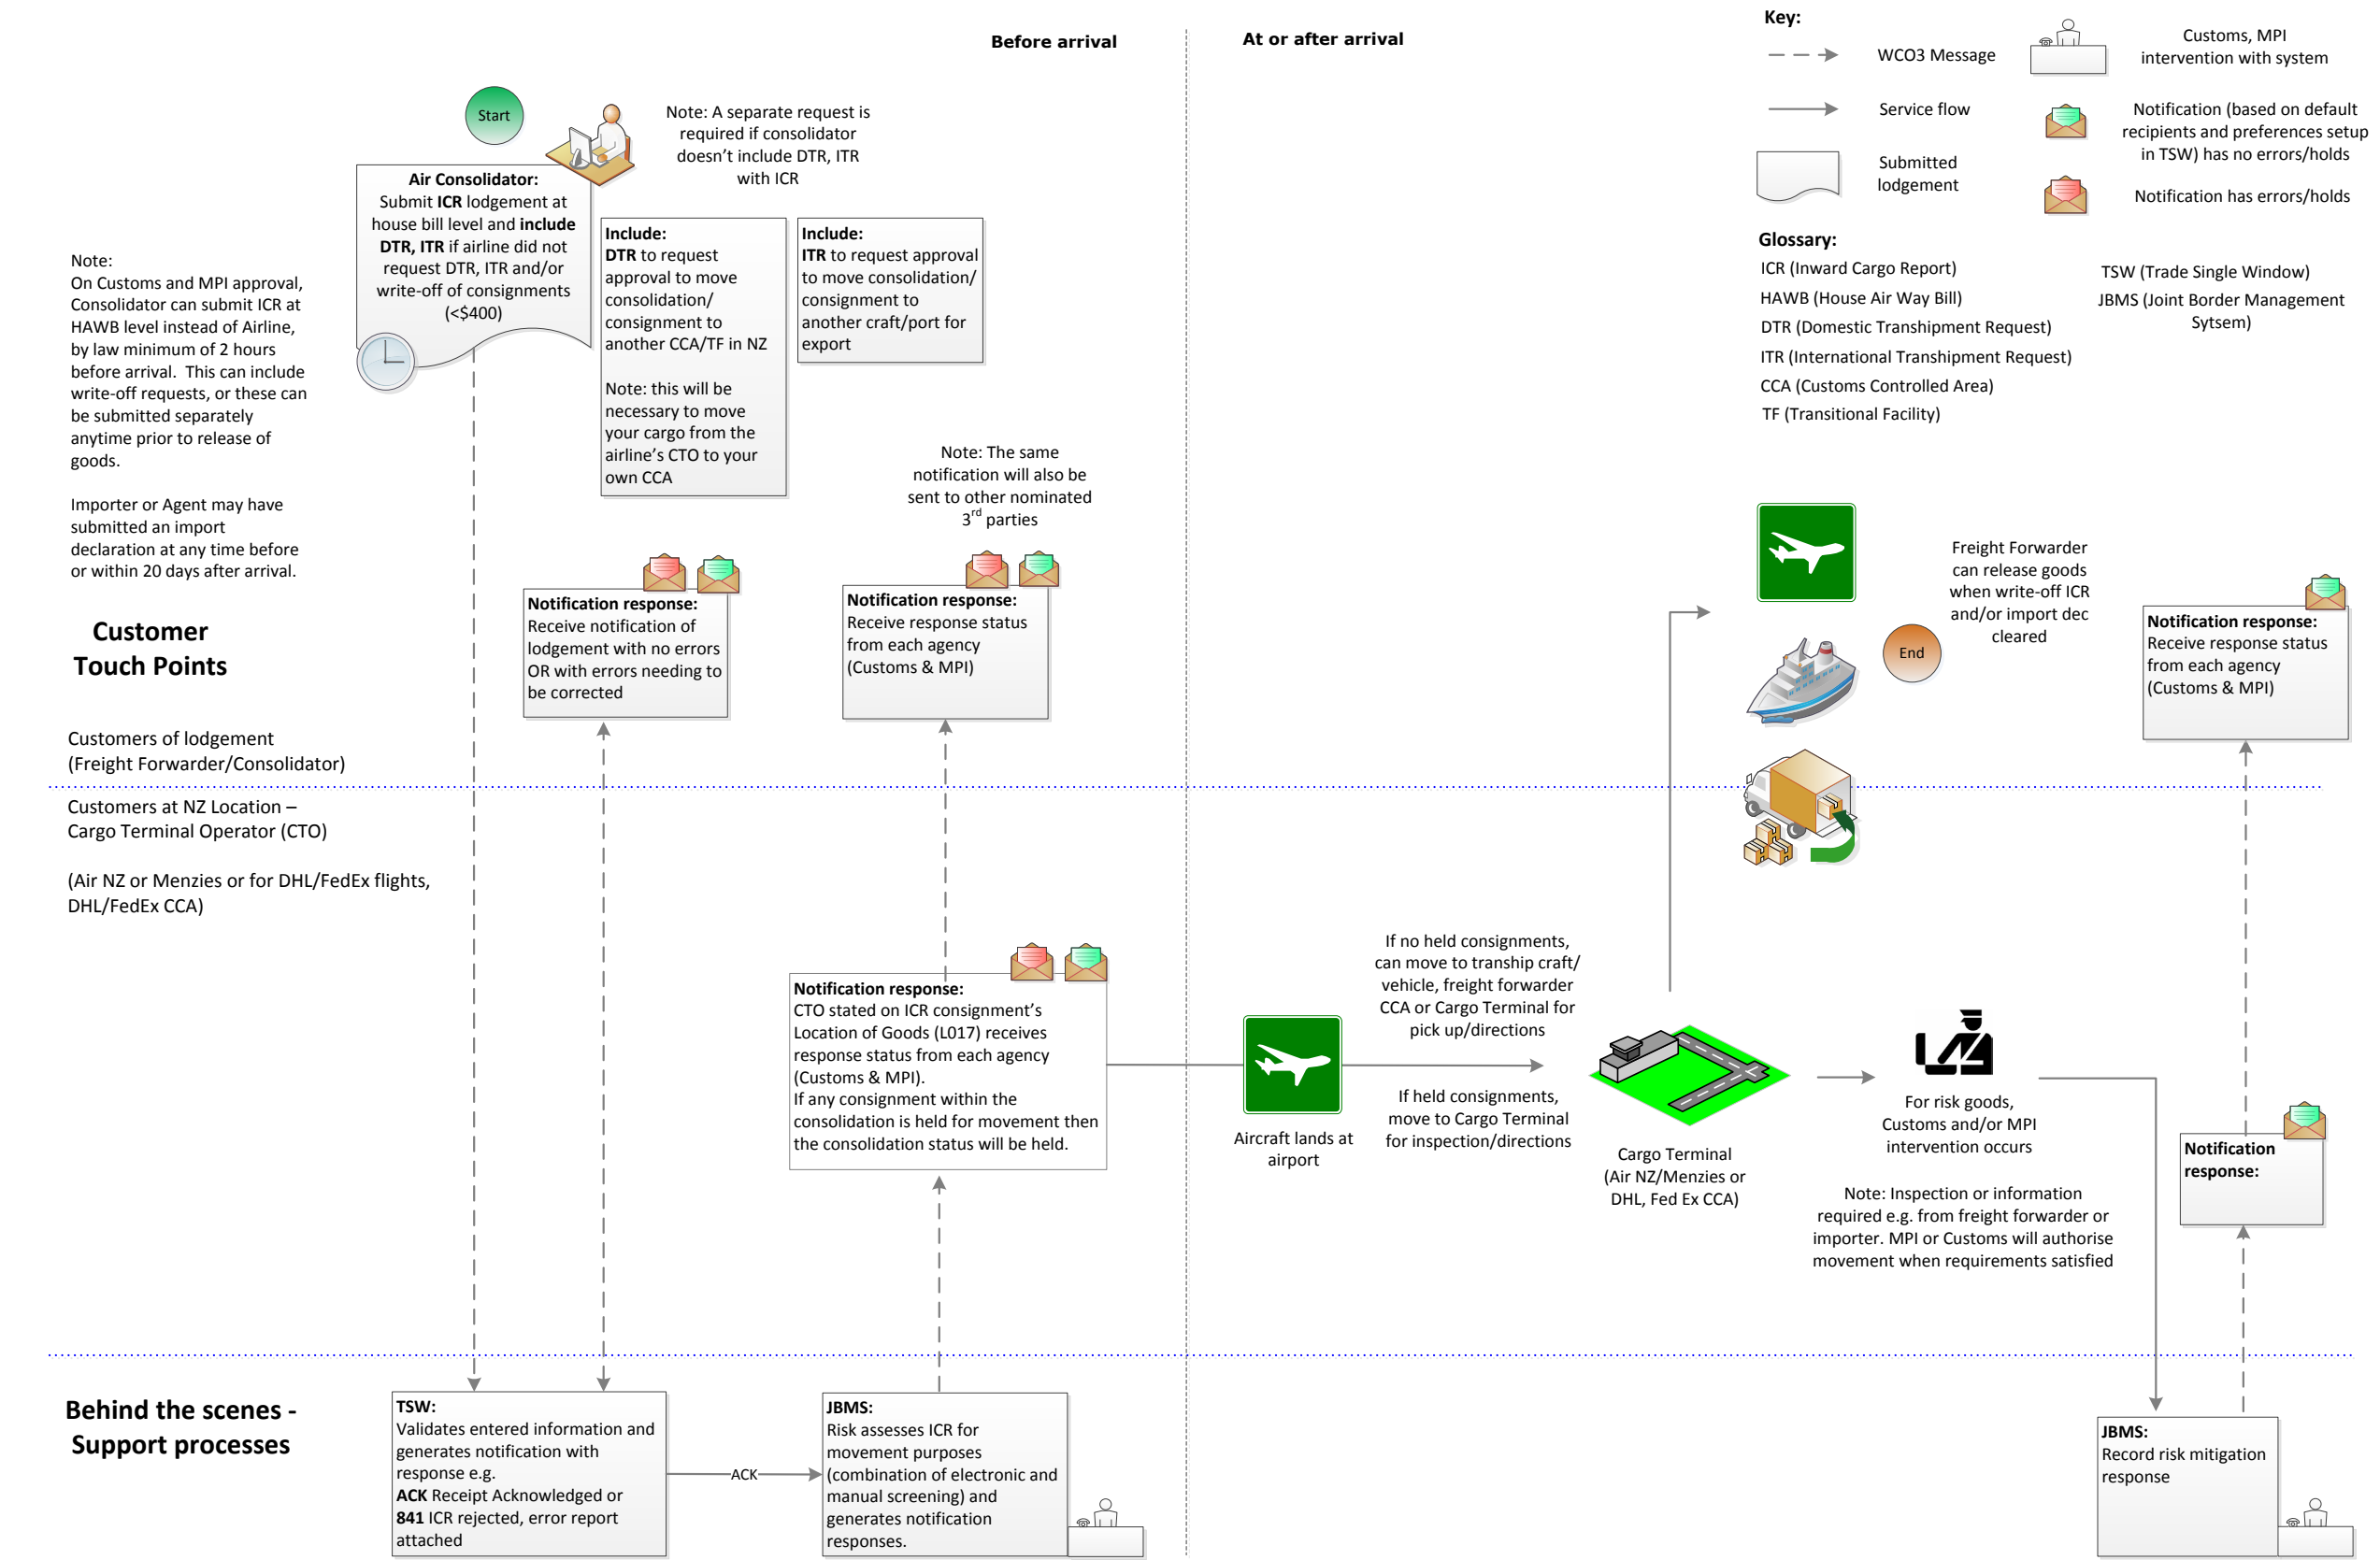 Before arrival
At or after arrival
Key:
WCO3 Message
Customs, MPI
intervention with system
Service flow
Notification (based on default
recipients and preferences setup
in TSW) has no errors/holds
Submitted
lodgement
Notification has errors/holds
Glossary:
ICR (Inward Cargo Report)
HAWB (House Air Way Bill)
DTR (Domestic Transhipment Request)
ITR (International Transhipment Request)
CCA (Customs Controlled Area)
TF (Transitional Facility)
TSW (Trade Single Window)
JBMS (Joint Border Management
Sytsem)
Start
Note: A separate request is
required if consolidator
doesn't include DTR, ITR
with ICR
Air Consolidator:
Submit ICR lodgement at
house bill level and include
DTR, ITR if airline did not
request DTR, ITR and/or
write-off of consignments
(<$400)
Include:
DTR to request
approval to move
consolidation/
consignment to
another CCA/TF in NZ
Note: this will be
necessary to move
your cargo from the
airline's CTO to your
own CCA
Include:
ITR to request approval
to move consolidation/
consignment to
another craft/port for
export
Note:
On Customs and MPI approval,
Consolidator can submit ICR at
HAWB level instead of Airline,
by law minimum of 2 hours
before arrival.  This can include
write-off requests, or these can
be submitted separately
anytime prior to release of
goods.
Importer or Agent may have
submitted an import
declaration at any time before
or within 20 days after arrival.
Note: The same
notification will also be
sent to other nominated
3rd parties
Customer
Touch Points
Notification response:
Receive notification of
lodgement with no errors
OR with errors needing to
be corrected
Notification response:
Receive response status
from each agency
(Customs & MPI)
Freight Forwarder
can release goods
when write-off ICR
and/or import dec
cleared
End
Notification response:
Receive response status
from each agency
(Customs & MPI)
Customers of lodgement
(Freight Forwarder/Consolidator)
Customers at NZ Location –
Cargo Terminal Operator (CTO)
(Air NZ or Menzies or for DHL/FedEx flights,
DHL/FedEx CCA)
Notification response:
CTO stated on ICR consignment's
Location of Goods (L017) receives
response status from each agency
(Customs & MPI).
If any consignment within the
consolidation is held for movement then
the consolidation status will be held.
Aircraft lands at
airport
If no held consignments,
can move to tranship craft/
vehicle, freight forwarder
CCA or Cargo Terminal for
pick up/directions
If held consignments,
move to Cargo Terminal
for inspection/directions
Cargo Terminal
(Air NZ/Menzies or
DHL, Fed Ex CCA)
For risk goods,
Customs and/or MPI
intervention occurs
Note: Inspection or information
required e.g. from freight forwarder or
importer. MPI or Customs will authorise
movement when requirements satisfied
Notification
response:
Behind the scenes -
Support processes
TSW:
Validates entered information and
generates notification with
response e.g.
ACK Receipt Acknowledged or
841 ICR rejected, error report
attached
ACK
JBMS:
Risk assesses ICR for
movement purposes
(combination of electronic and
manual screening) and
generates notification
responses.
JBMS:
Record risk mitigation
response